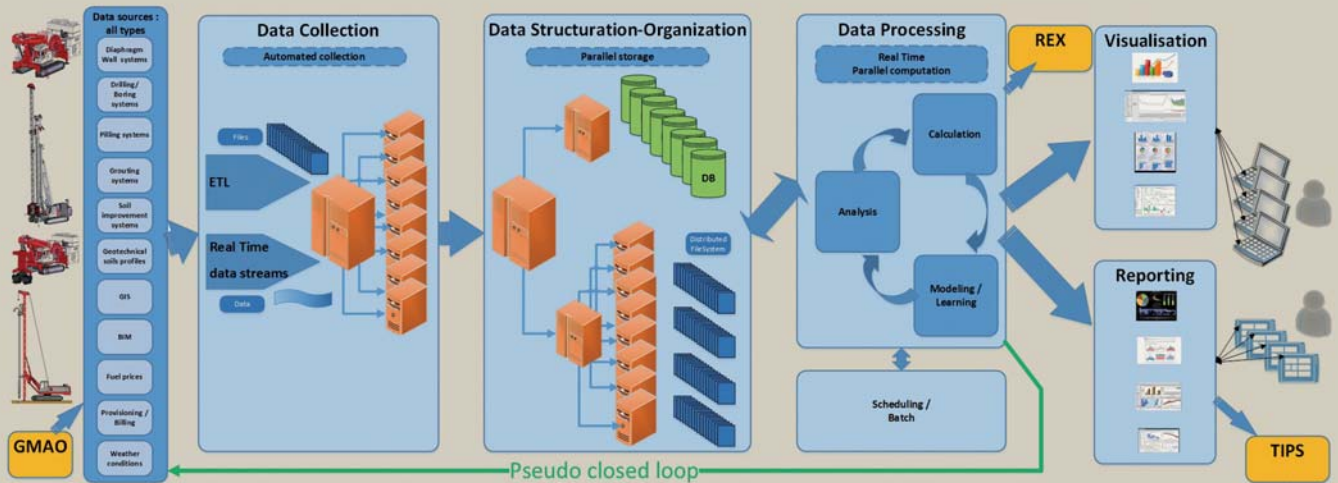 Data sources :
all types
Diaphragm
Wall systems
Drilling/
Boring
systems
Pilling systems
Grouting
systems
Soil
improvement
systems
Geotechnical
soils profiles
GIS
BIM
Fuel prices
Provisioning /
Billing
Weather
conditions
GMAO
Data Collection
Automated collection
Files
ETL
Real Time
data streams
Data
Data Structuration-Organization
Parallel storage
DB
Distributed
FileSystem
Data Processing
Real Time
Parallel computation
Calculation
Analysis
Modeling /
Learning
Scheduling /
Batch
REX
Visualisation
Reporting
TIPS
Pseudo closed loop